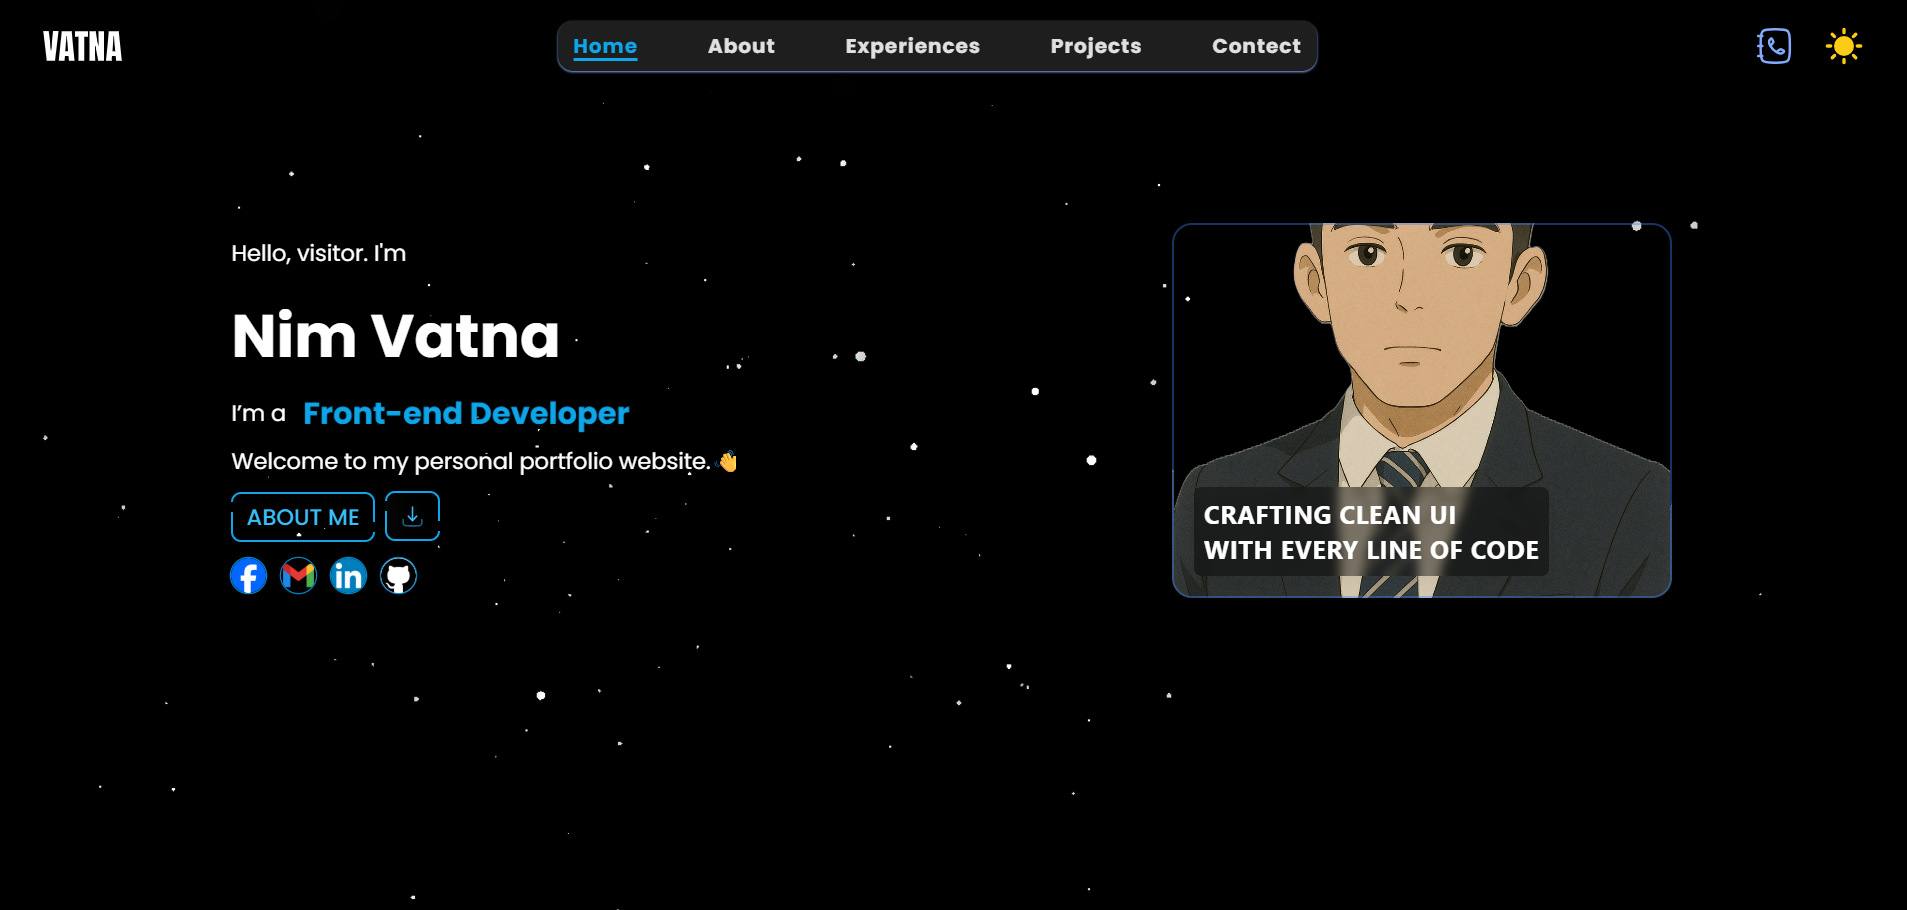 VATNA
Home About Experiences Projects Contect
Hello, visitor. I'm
Nim Vatna
I’m a Front-end Developer
Welcome to my personal portfolio website. 👋
ABOUT ME
CRAFTING CLEAN UI
WITH EVERY LINE OF CODE